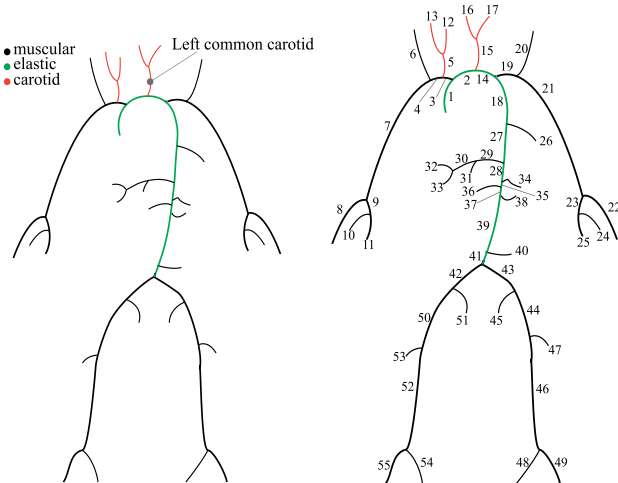 muscular
elastic
carotid
Left common carotid
16 17
13 12
6 5 15 20
2 14 19
4 3 1 18 21
7 27 26
32 30 29
31 28 34
33 36 35
37 38
8 9 23 22
10 11 25 24
39
41 40
42 43
50 51 45 44
53 47
52 46
55 54 48 49